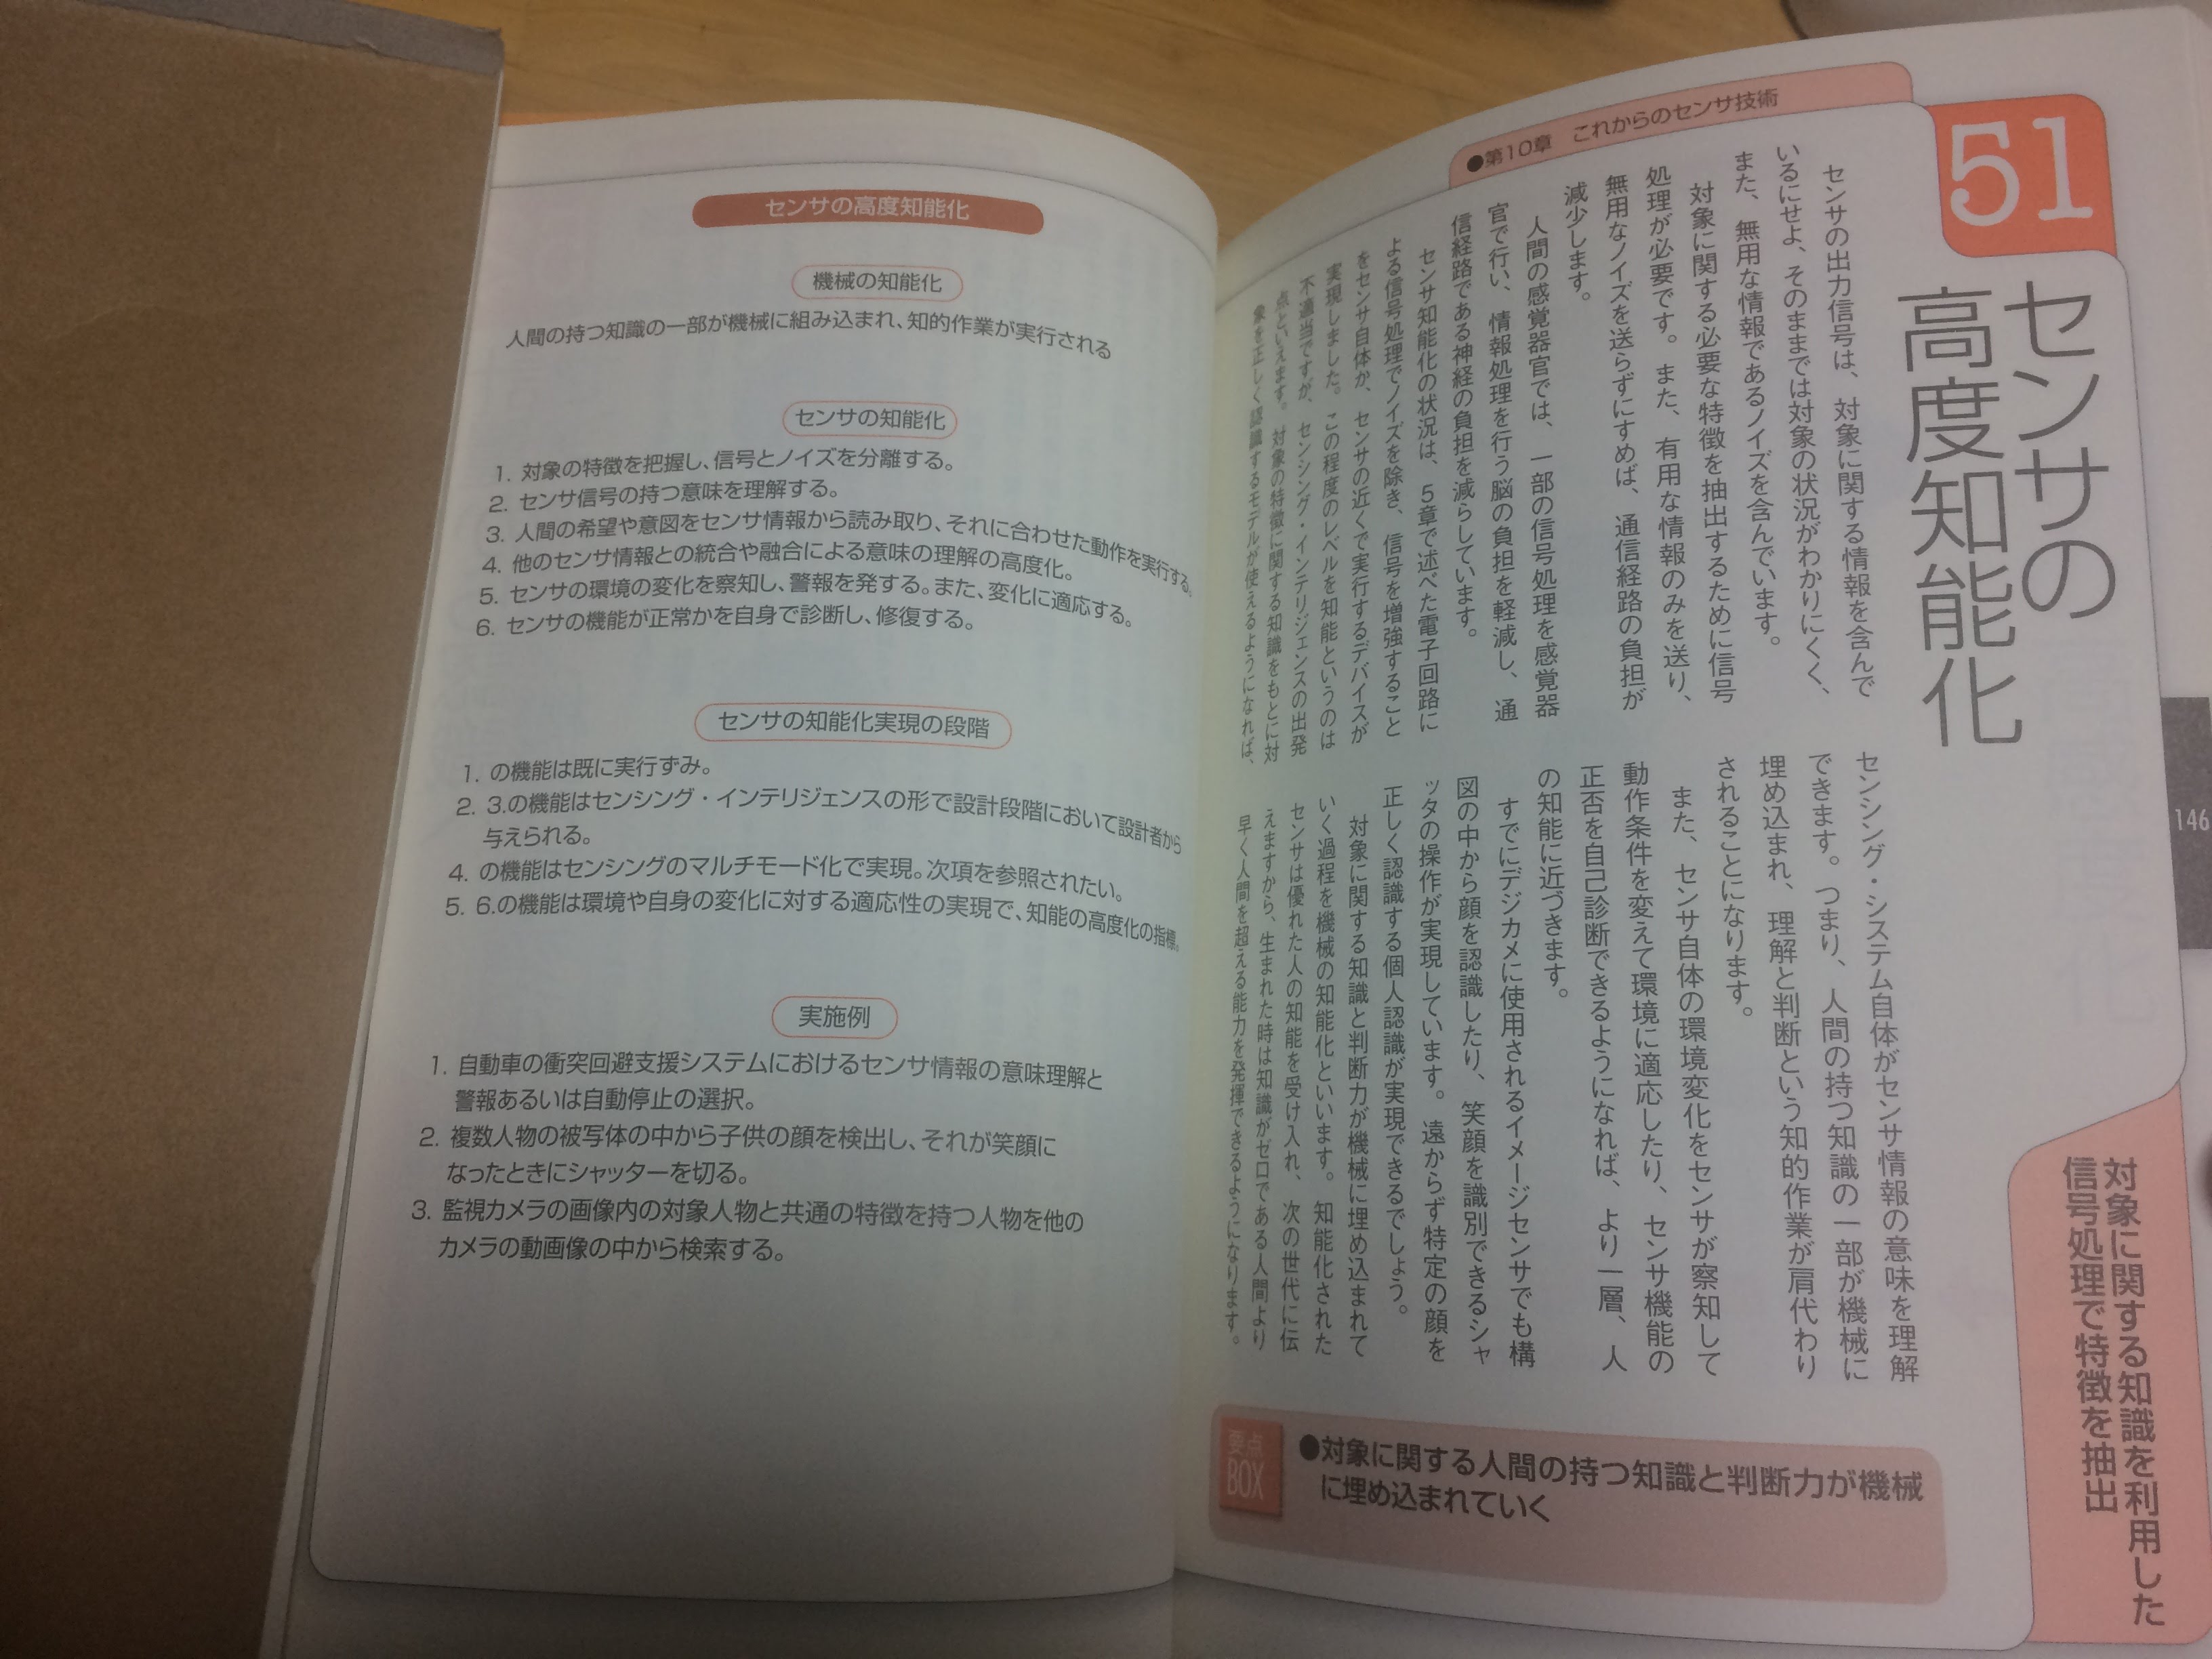 ●第10章 これからのセンサ技術
51
センサの
高度知能化
146
対象に関する知識を利用した
信号処理で特徴を抽出
センサの出力信号は、対象に関する情報を含んで
いるにせよ、そのままでは対象の状況がわかりにくく、
また、無用な情報であるノイズを含んでいます。
対象に関する必要な特徴を抽出するために信号
処理が必要です。また、有用な情報のみを送り、
無用なノイズを送らずにすめば、通信経路の負担が
減少します。
人間の感覚器官では、一部の信号処理を感覚器
官で行い、情報処理を行う脳の負担を軽減し、通
信経路である神経の負担を減らしています。
センサ知能化の状況は、5章で述べた電子回路に
よる信号処理でノイズを除き、信号を増強すること
をセンサ自体か、センサの近くで実行するデバイスが
実現しました。この程度のレベルを知能というのは
不適当ですが、センシング・インテリジェンスの出発
点といえます。対象の特徴に関する知識をもとに対
象を正しく認識するモデルが使えるようになれば、
センシング・システム自体がセンサ情報の意味を理解
できます。つまり、人間の持つ知識の一部が機械に
埋め込まれ、理解と判断という知的作業が肩代わり
されることになります。
また、センサ自体の環境変化をセンサが察知して
動作条件を変えて環境に適応したり、センサ機能の
正否を自己診断できるようになれば、より一層、人
の知能に近づきます。
すでにデジカメに使用されるイメージセンサでも構
図の中から顔を認識したり、笑顔を識別できるシャ
ッタの操作が実現しています。遠からず特定の顔を
正しく認識する個人認識が実現できるでしょう。
対象に関する知識と判断力が機械に埋め込まれて
いく過程を機械の知能化といいます。知能化された
センサは優れた人の知能を受け入れ、次の世代に伝
えますから、生まれた時は知識がゼロである人間より
早く人間を超える能力を発揮できるようになります。
要点
BOX
●対象に関する人間の持つ知識と判断力が機械
に埋め込まれていく
センサの高度知能化
機械の知能化
人間の持つ知識の一部が機械に組み込まれ、知的作業が実行される
センサの知能化
1. 対象の特徴を把握し、信号とノイズを分離する。
2. センサ信号の持つ意味を理解する。
3. 人間の希望や意図をセンサ情報から読み取り、それに合わせた動作を実行する。
4. 他のセンサ情報との統合や融合による意味の理解の高度化。
5. センサの環境の変化を察知し、警報を発する。また、変化に適応する。
6. センサの機能が正常かを自身で診断し、修復する。
センサの知能化実現の段階
1. の機能は既に実行ずみ。
2. 3.の機能はセンシング・インテリジェンスの形で設計段階において設計者から
与えられる。
4. の機能はセンシングのマルチモード化で実現。次項を参照されたい。
5. 6.の機能は環境や自身の変化に対する適応性の実現で、知能の高度化の指標。
実施例
1. 自動車の衝突回避支援システムにおけるセンサ情報の意味理解と
警報あるいは自動停止の選択。
2. 複数人物の被写体の中から子供の顔を検出し、それが笑顔に
なったときにシャッターを切る。
3. 監視カメラの画像内の対象人物と共通の特徴を持つ人物を他の
カメラの動画像の中から検索する。